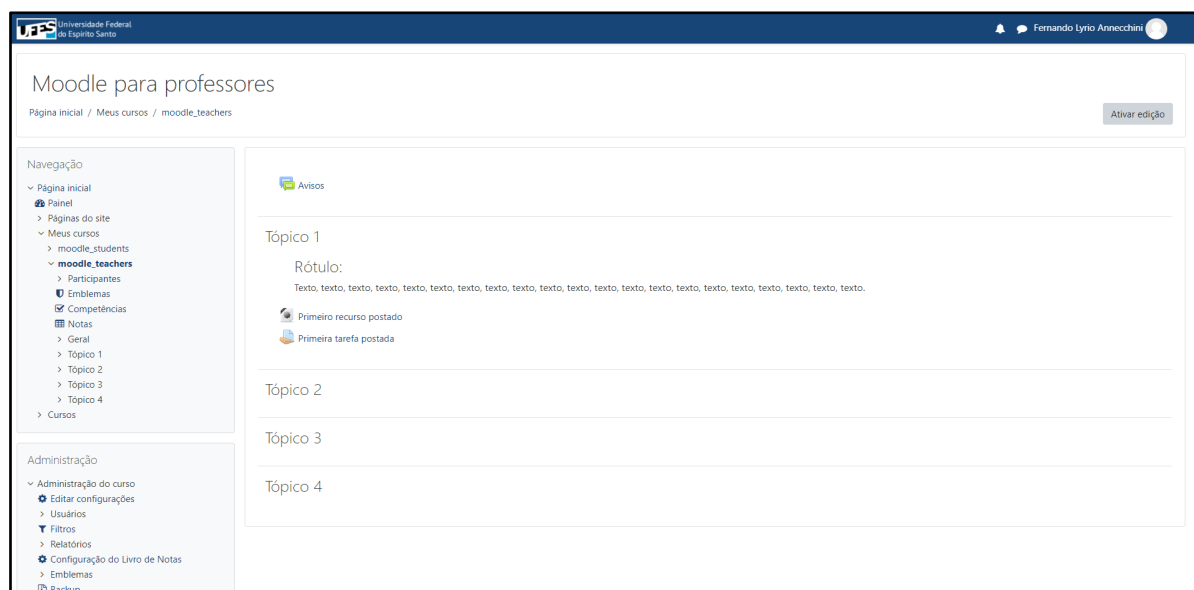 UFES
Universidade Federal
do Espírito Santo
Fernando Lyrio Annecchini
Moodle para professores
Página inicial / Meus cursos / moodle_teachers
Ativar edição
Navegação
Página inicial
Painel
Páginas do site
Meus cursos
moodle_students
moodle_teachers
Participantes
Emblemas
Competências
Notas
Geral
Tópico 1
Tópico 2
Tópico 3
Tópico 4
Cursos
Administração
Administração do curso
Editar configurações
Usuários
Filtros
Relatórios
Configuração do Livro de Notas
Emblemas
Backup
Avisos
Tópico 1
Rótulo:
Texto, texto, texto, texto, texto, texto, texto, texto, texto, texto, texto, texto, texto, texto, texto, texto, texto, texto, texto, texto, texto.
Primeiro recurso postado
Primeira tarefa postada
Tópico 2
Tópico 3
Tópico 4